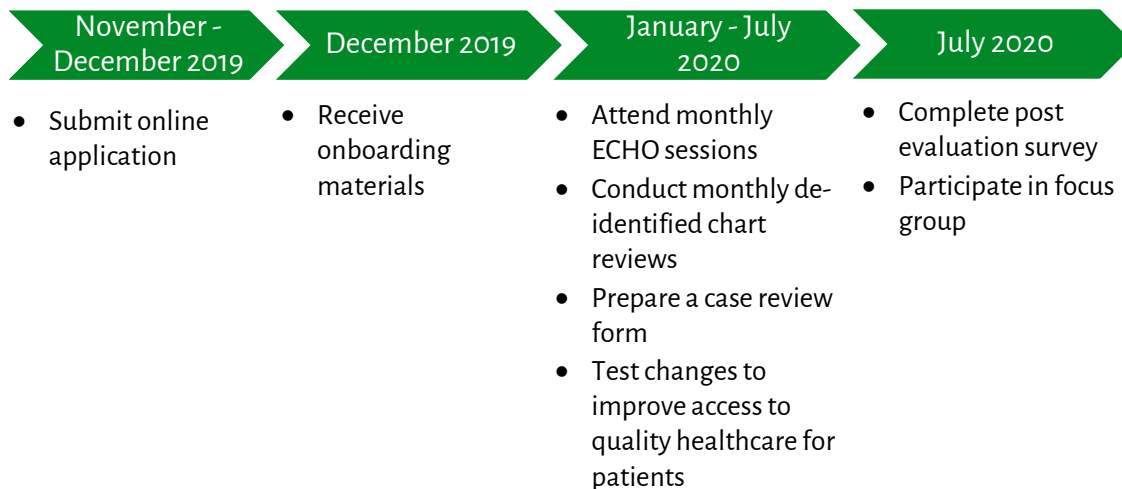 November -
December 2019
December 2019
January - July
2020
July 2020
• Submit online
application
• Receive
onboarding
materials
• Attend monthly
ECHO sessions
• Conduct monthly de-
identified chart
reviews
• Prepare a case review
form
• Test changes to
improve access to
quality healthcare for
patients
• Complete post
evaluation survey
• Participate in focus
group